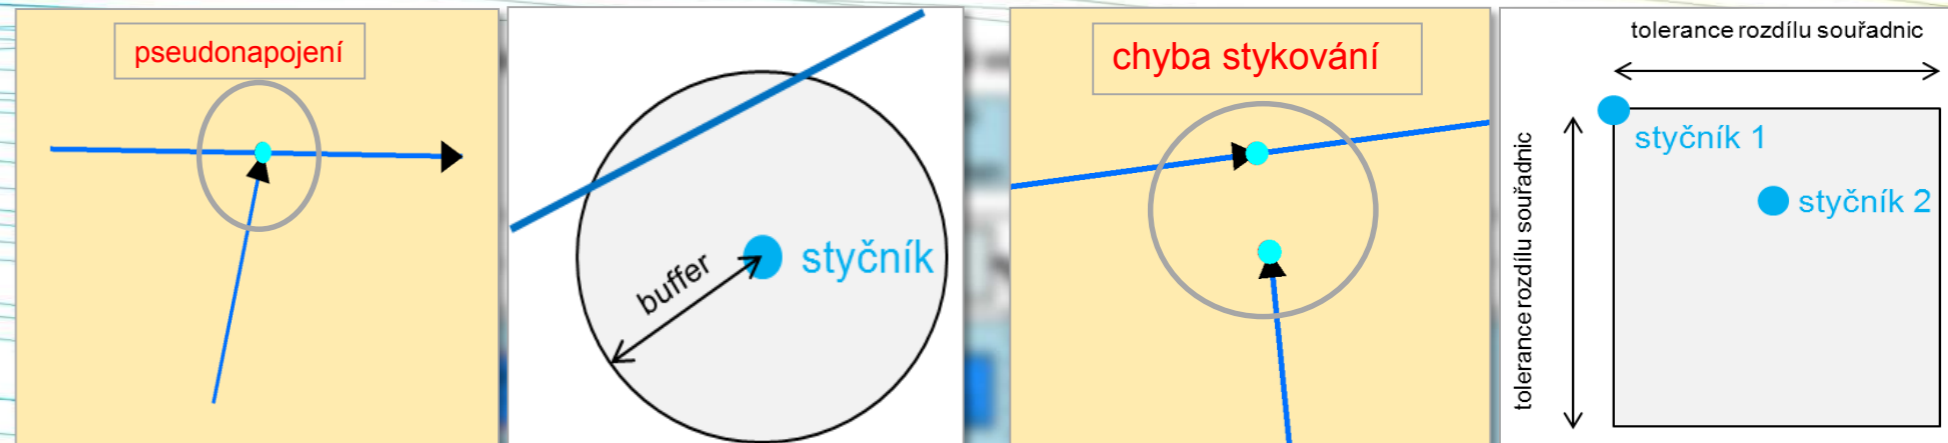 pseudonapojení
styčník
buffer
chyba stykování
tolerance rozdílu souřadnic
tolerance rozdílu souřadnic
styčník 1
styčník 2